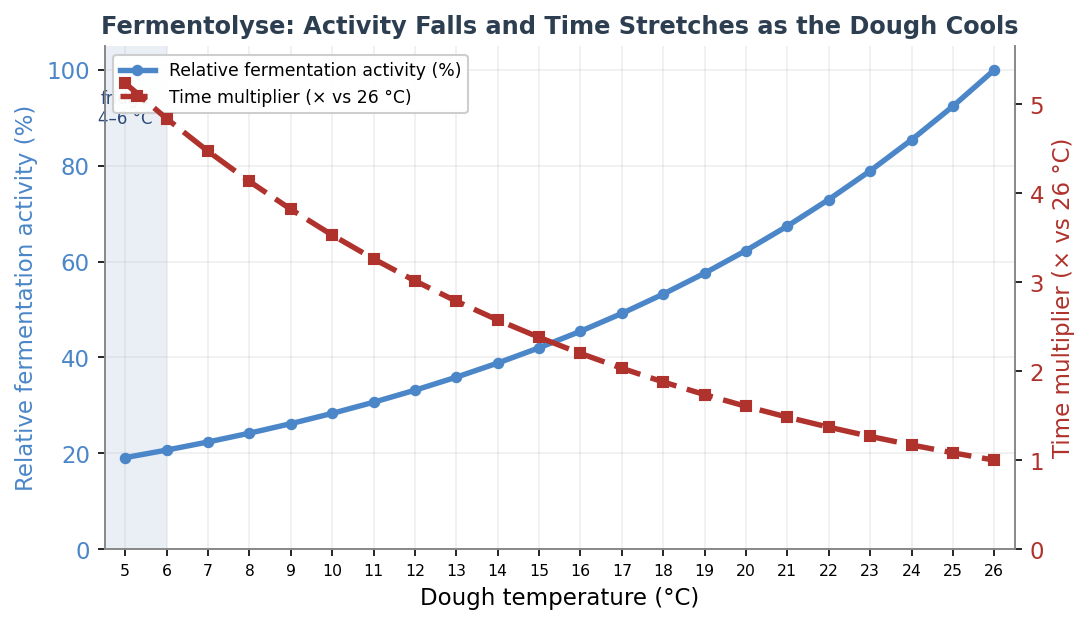 Fermentolyse: Activity Falls and Time Stretches as the Dough Cools
Relative fermentation activity (%)
Time multiplier (× vs 26 °C)
4–6 °C
Relative fermentation activity (%)
100
80
60
40
20
0
5
4
3
2
1
0
Time multiplier (× vs 26 °C)
5 6 7 8 9 10 11 12 13 14 15 16 17 18 19 20 21 22 23 24 25 26
Dough temperature (°C)